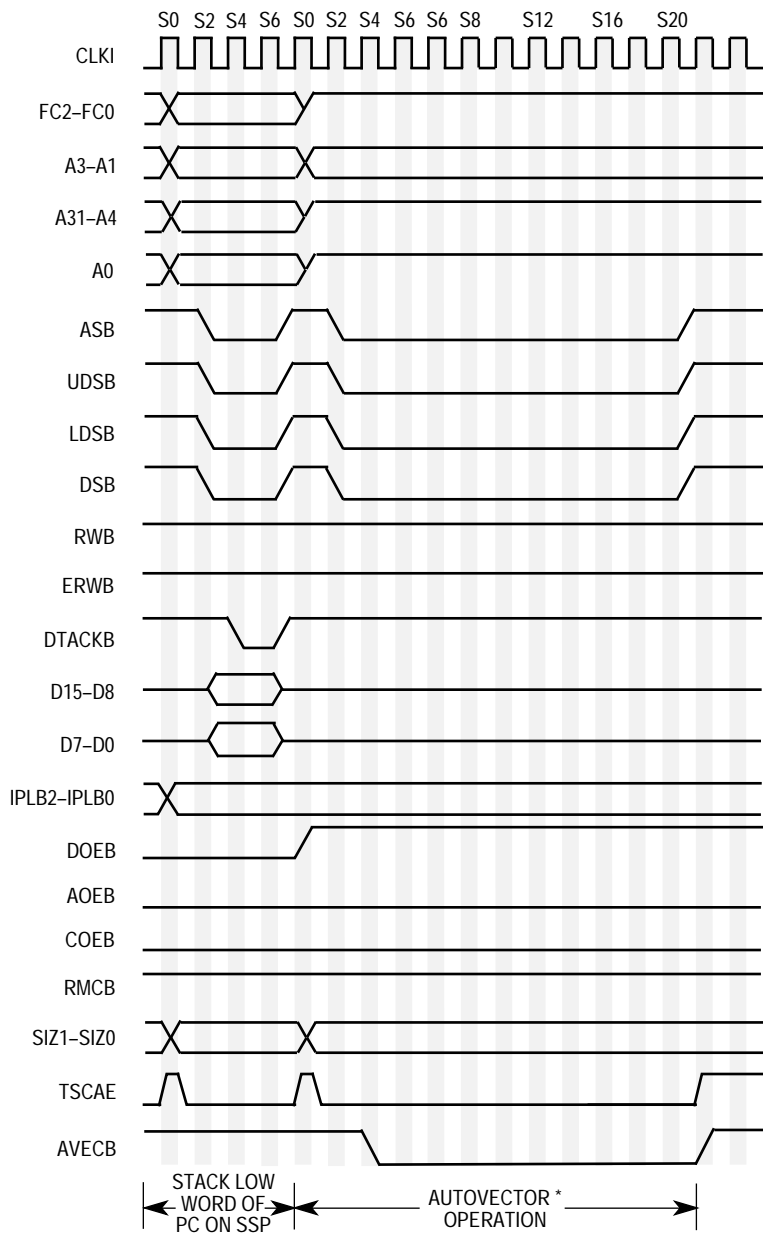 S0 S2 S4 S6 S0 S2 S4 S6 S6 S8 S12 S16 S20
CLKI
FC2–FC0
A3–A1
A31–A4
A0
ASB
UDSB
LDSB
DSB
RWB
ERWB
DTACKB
D15–D8
D7–D0
IPLB2–IPLB0
DOEB
AOEB
COEB
RMCB
SIZ1–SIZ0
TSCAE
AVECB
STACK LOW
WORD OF
PC ON SSP
AUTOVECTOR *
OPERATION